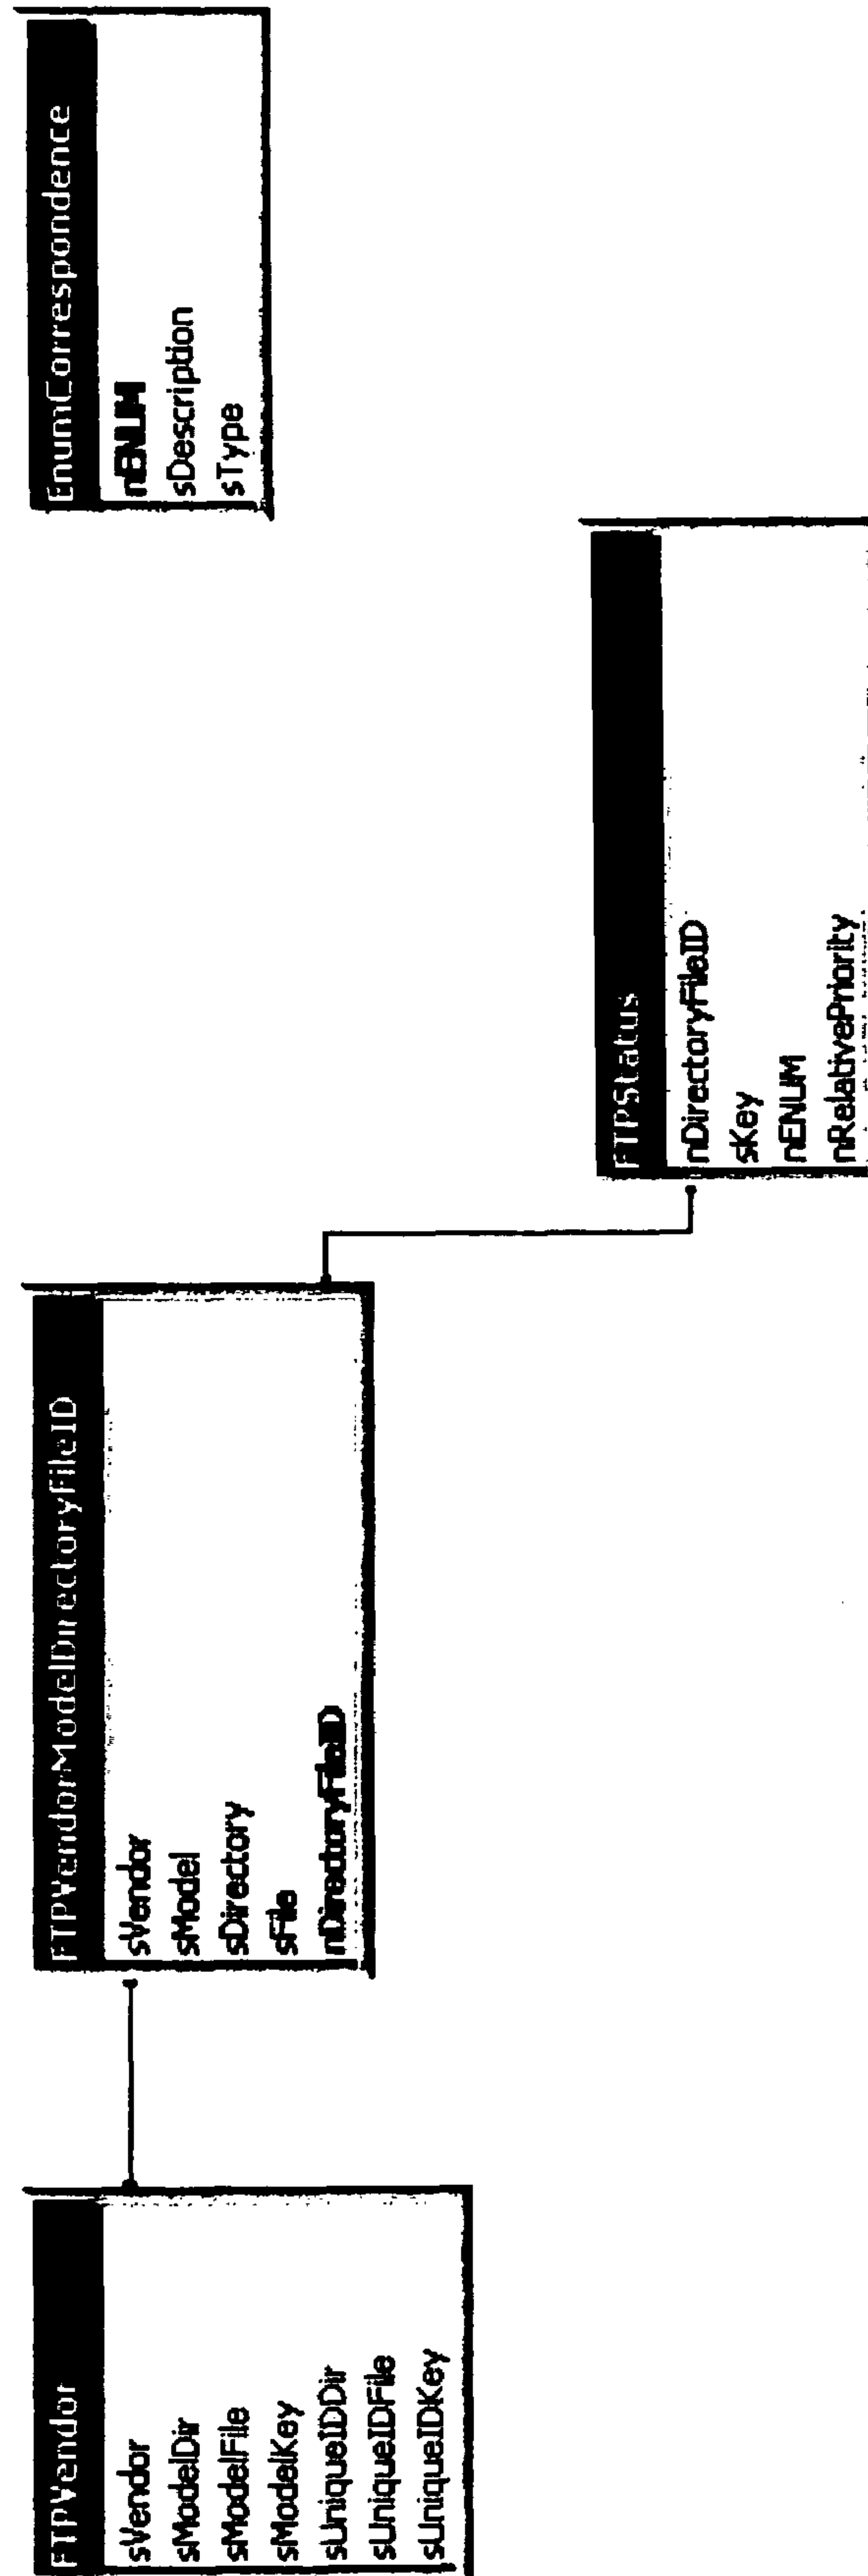 FTPVendor
sVendor
sModelDir
sModelFile
sModelKey
sUniqueIDDir
sUniqueIDFile
sUniqueIDKey
FTPVendorModelDirectoryFileID
sVendor
sModel
sDirectory
sFile
nDirectoryFileID
FTPStatus
nDirectoryFileID
sKey
nENUM
nRelativePriority
EnumCorrespondence
nENUM
sDescription
sType